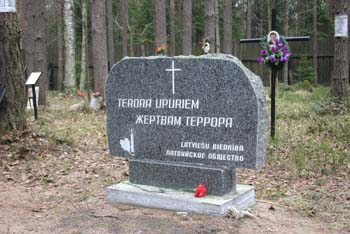 TERORA UPURIEM
ЖЕРТВАМ ТЕРРОРА
LATVIEŠU BIEDRĪBA
ЛАТВИЙСКОЕ ОБЩЕСТВО